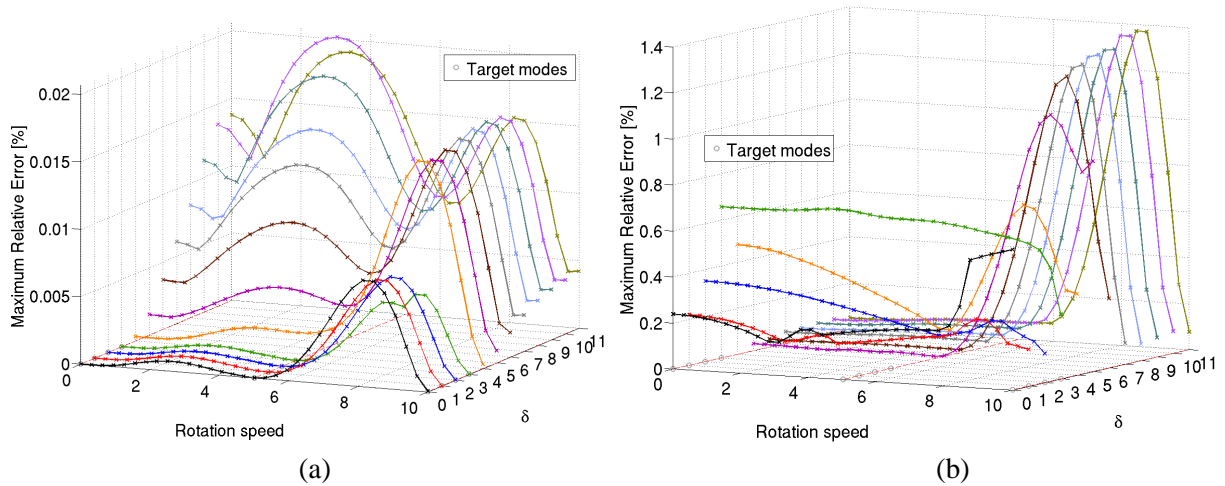 Target modes
0.02
0.015
0.01
0.005
0
Maximum Relative Error [%]
0
2
4
6
8
10
Rotation speed
0 1 2 3 4 5 6 7 8 9 10 11
δ
(a)
Target modes
1.4
1.2
1
0.8
0.6
0.4
0.2
0
Maximum Relative Error [%]
0
2
4
6
8
10
Rotation speed
0 1 2 3 4 5 6 7 8 9 10 11
δ
(b)